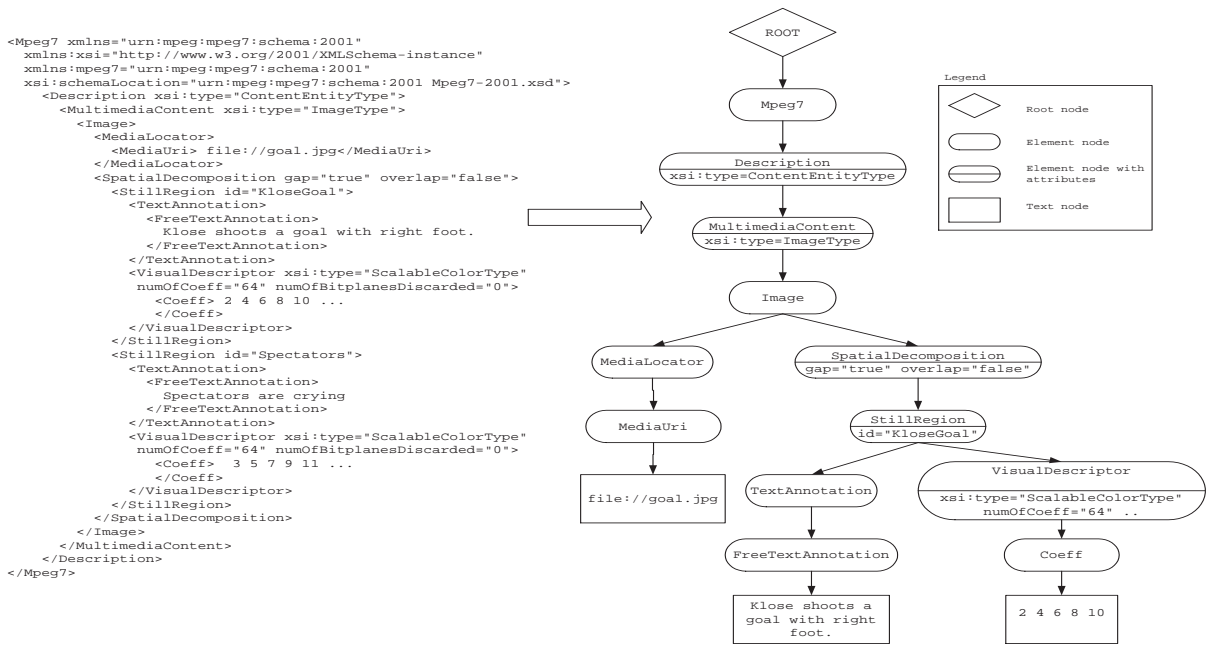 <Mpeg7 xmlns="urn:mpeg:mpeg7:schema:2001"
xmlns:xsi="http://www.w3.org/2001/XMLSchema-instance"
xmlns:mpeg7="urn:mpeg:mpeg7:schema:2001"
xsi:schemaLocation="urn:mpeg:mpeg7:schema:2001 Mpeg7-2001.xsd">
<Description xsi:type="ContentEntityType">
<MultimediaContent xsi:type="ImageType">
<Image>
<MediaLocator>
<MediaUri> file://goal.jpg</MediaUri>
</MediaLocator>
<SpatialDecomposition gap="true" overlap="false">
<StillRegion id="KloseGoal">
<TextAnnotation>
<FreeTextAnnotation>
Klose shoots a goal with right foot.
</FreeTextAnnotation>
</TextAnnotation>
<VisualDescriptor xsi:type="ScalableColorType"
numOfCoeff="64" numOfBitplanesDiscarded="0">
<Coeff> 2 4 6 8 10 ...
</Coeff>
</VisualDescriptor>
</StillRegion>
<StillRegion id="Spectators">
<TextAnnotation>
<FreeTextAnnotation>
Spectators are crying
</FreeTextAnnotation>
</TextAnnotation>
<VisualDescriptor xsi:type="ScalableColorType"
numOfCoeff="64" numOfBitplanesDiscarded="0">
<Coeff> 3 5 7 9 11 ...
</Coeff>
</VisualDescriptor>
</StillRegion>
</SpatialDecomposition>
</Image>
</MultimediaContent>
</Description>
</Mpeg7>
ROOT
Mpeg7
Description
xsi:type=ContentEntityType
MultimediaContent
xsi:type=ImageType
Image
MediaLocator
SpatialDecomposition
gap="true" overlap="false"
MediaUri
StillRegion
id="KloseGoal"
file://goal.jpg
TextAnnotation
VisualDescriptor
xsi:type="ScalableColorType"
numOfCoeff="64" ..
FreeTextAnnotation
Coeff
Klose shoots a
goal with right
foot.
2 4 6 8 10
Legend
Root node
Element node
Element node with
attributes
Text node